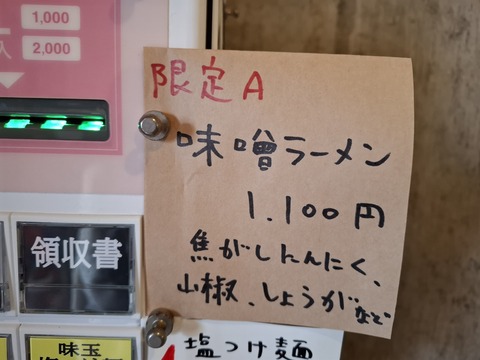 1,000
2,000
限定A
味噌ラーメン
1.100円
焦がしにんにく、
山椒、しょうがなど
領収書
味玉
塩つけ麺